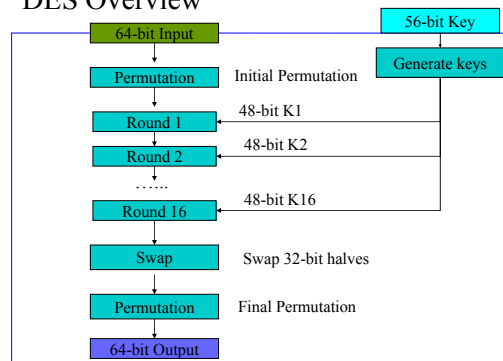 DES Overview
64-bit Input
56-bit Key
Permutation
Initial Permutation
Generate keys
Round 1
48-bit K1
Round 2
48-bit K2
…...
Round 16
48-bit K16
Swap
Swap 32-bit halves
Permutation
Final Permutation
64-bit Output